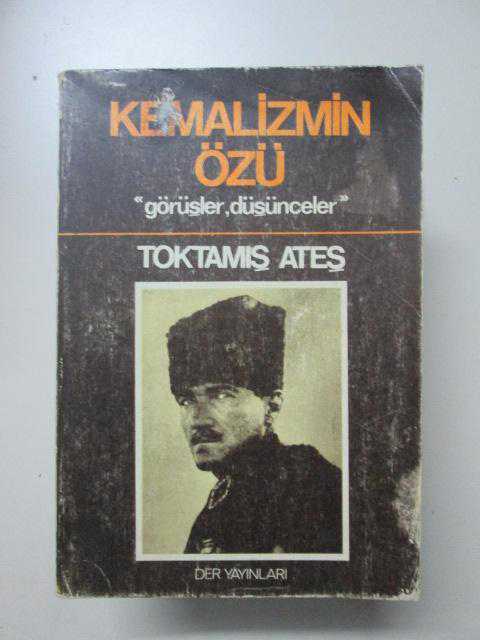 KEMALİZMİN
ÖZÜ
«görüşler, düşünceler»
TOKTAMIŞ ATEŞ
DER YAYINLARI